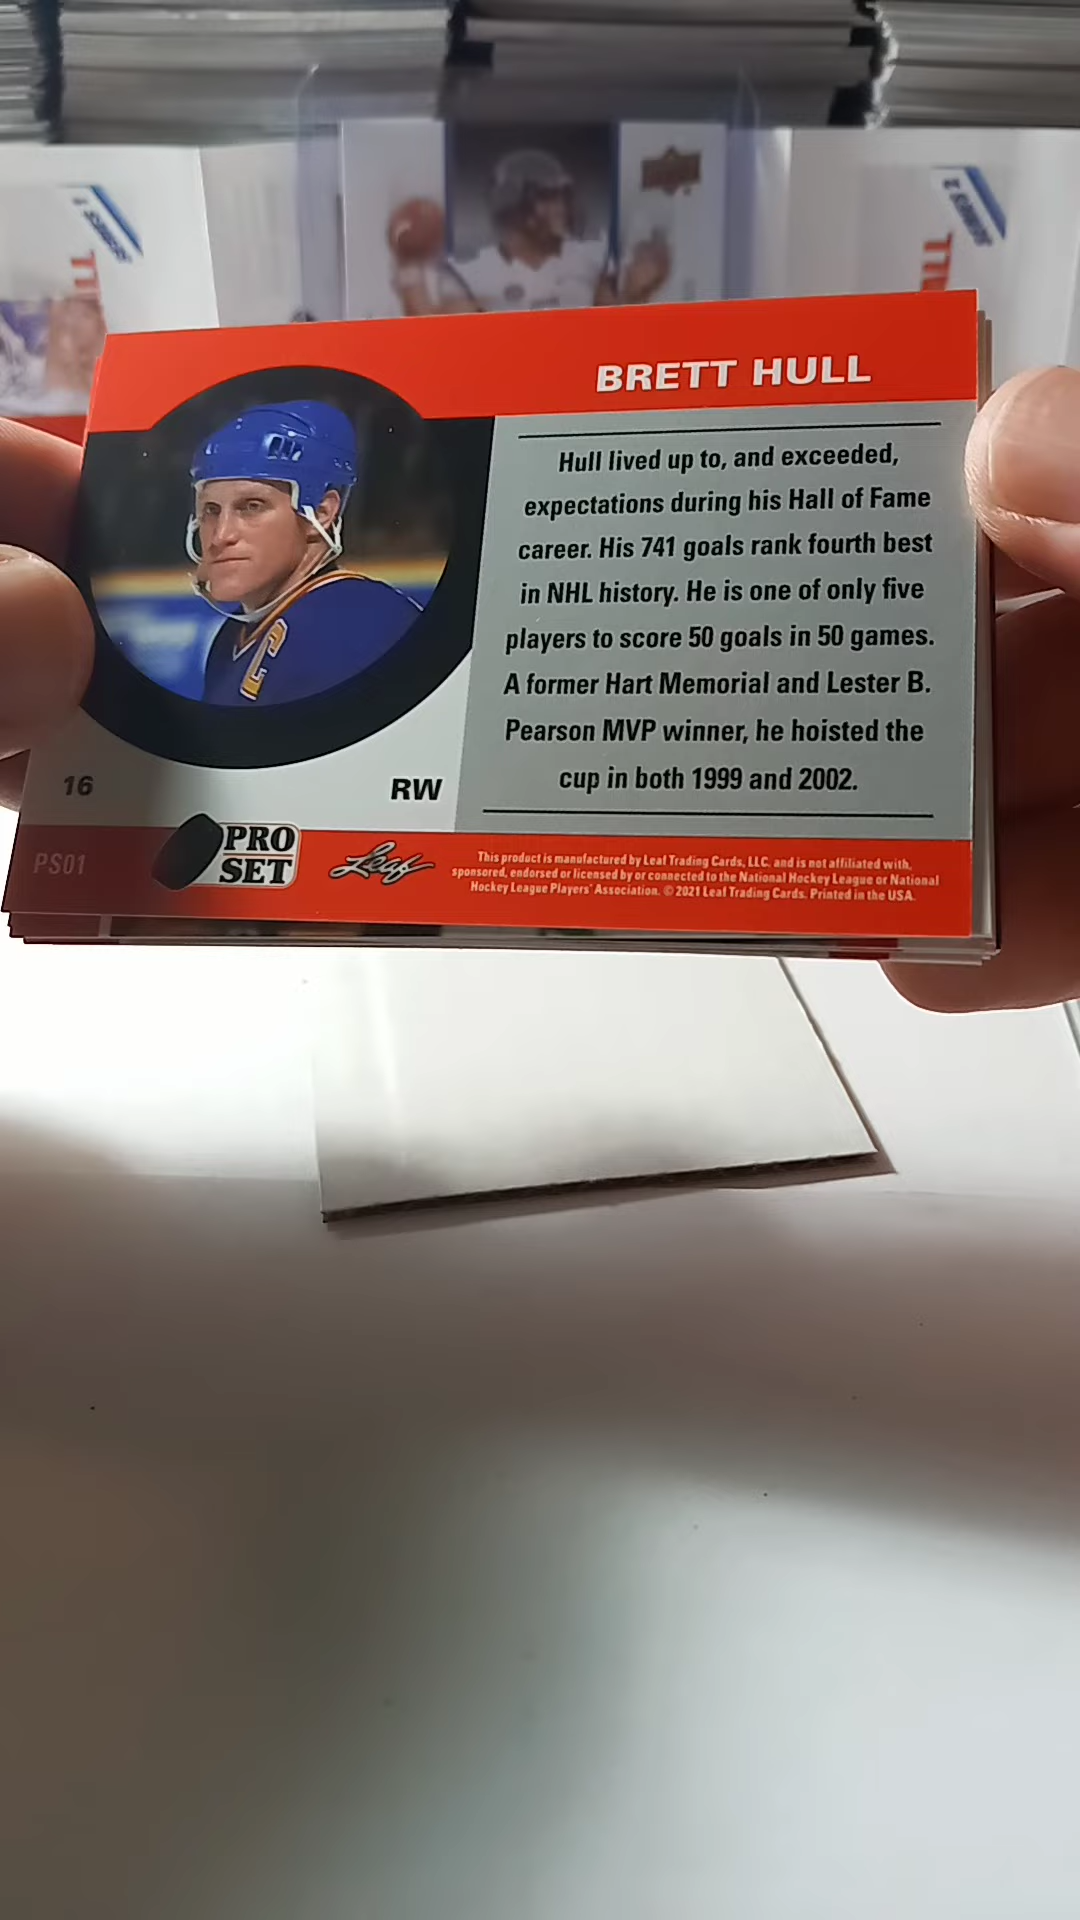 SERIES 1
SERIES 3
BRETT HULL
Hull lived up to, and exceeded,
expectations during his Hall of Fame
career. His 741 goals rank fourth best
in NHL history. He is one of only five
players to score 50 goals in 50 games.
A former Hart Memorial and Lester B.
Pearson MVP winner, he hoisted the
cup in both 1999 and 2002.
C
16
RW
PS01
PRO
SET
Leaf
This product is manufactured by Leaf Trading Cards, LLC. and is not affiliated with,
sponsored, endorsed or licensed by or connected to the National Hockey League or National
Hockey League Players' Association. © 2021 Leaf Trading Cards. Printed in the USA.